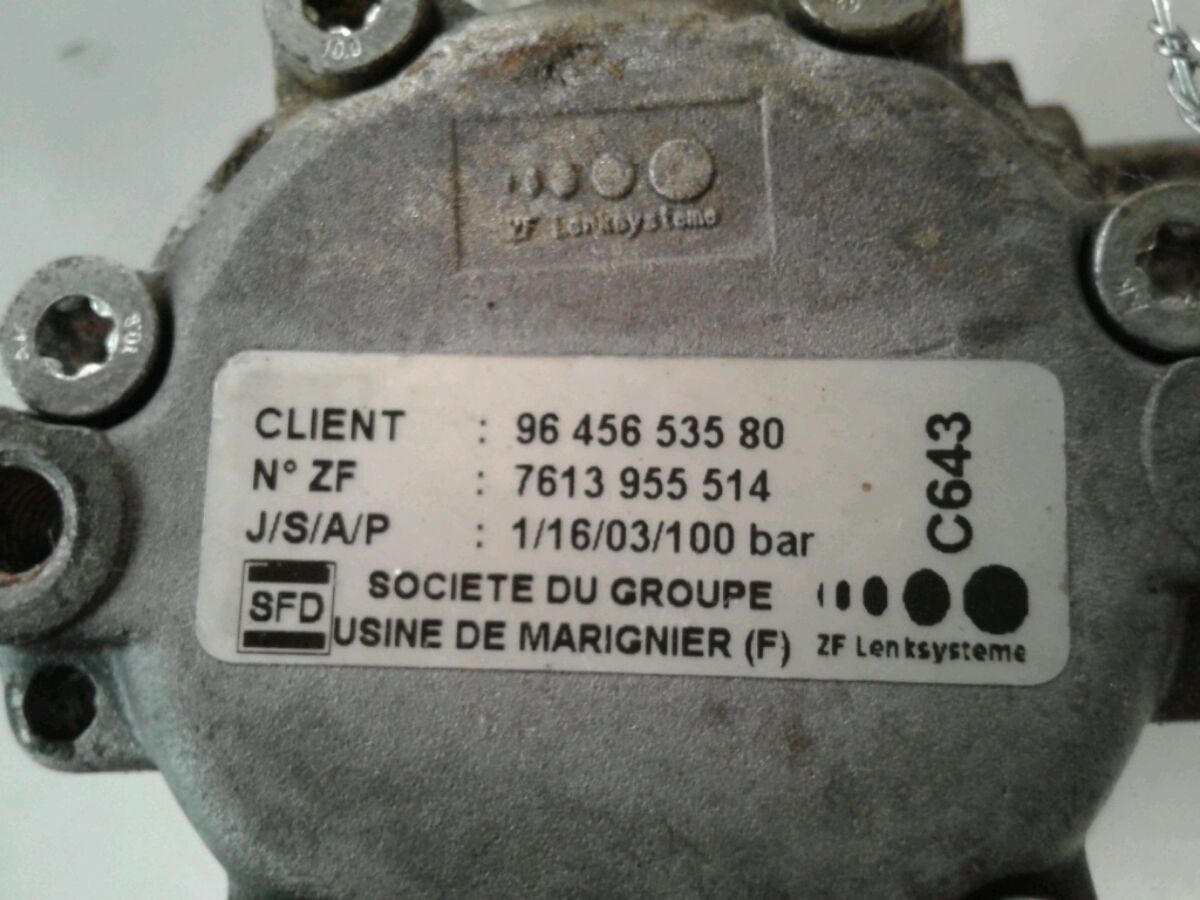 ZF Lenksysteme
CLIENT : 96 456 535 80
N° ZF : 7613 955 514
J/S/A/P : 1/16/03/100 bar
C643
SFD
SOCIETE DU GROUPE
USINE DE MARIGNIER (F)
ZF Lenksysteme